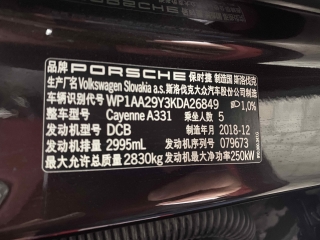 品牌 PORSCHE 保时捷 制造国 斯洛伐克
生产厂名 Volkswagen Slovakia a.s. 斯洛伐克大众汽车股份公司制造
车辆识别代号 WP1AA29Y3KDA26849 1,0%
整车型号 Cayenne A331 乘坐人数 5
发动机型号 DCB 制造年月 2018-12
发动机排量 2995mL 发动机序号 079673
最大允许总质量 2830kg 发动机最大净功率 250kW